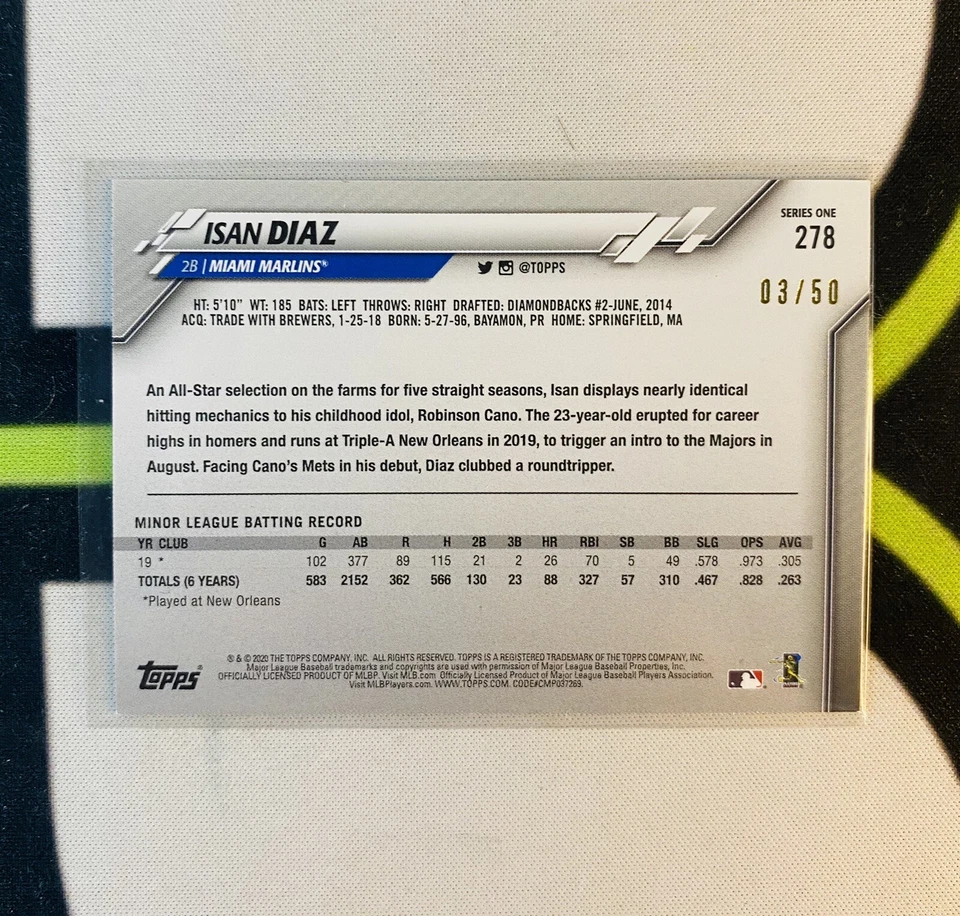 ISAN DIAZ
SERIES ONE
278
2B | MIAMI MARLINS®
@TOPPS
03/50
HT: 5'10" WT: 185 BATS: LEFT THROWS: RIGHT DRAFTED: DIAMONDBACKS #2-JUNE, 2014
ACQ: TRADE WITH BREWERS, 1-25-18 BORN: 5-27-96, BAYAMON, PR HOME: SPRINGFIELD, MA
An All-Star selection on the farms for five straight seasons, Isan displays nearly identical
hitting mechanics to his childhood idol, Robinson Cano. The 23-year-old erupted for career
highs in homers and runs at Triple-A New Orleans in 2019, to trigger an intro to the Majors in
August. Facing Cano's Mets in his debut, Diaz clubbed a roundtripper.
MINOR LEAGUE BATTING RECORD
YR CLUB G AB R H 2B 3B HR RBI SB BB SLG OPS AVG
19 * 102 377 89 115 21 2 26 70 5 49 .578 .973 .305
TOTALS (6 YEARS) 583 2152 362 566 130 23 88 327 57 310 .467 .828 .263
*Played at New Orleans
® & © 2020 THE TOPPS COMPANY, INC. ALL RIGHTS RESERVED. TOPPS IS A REGISTERED TRADEMARK OF THE TOPPS COMPANY, INC.
Major League Baseball trademarks and copyrights are used with permission of Major League Baseball Properties, Inc.
OFFICIALLY LICENSED PRODUCT OF MLBP. Visit MLB.com Officially Licensed Product of Major League Baseball Players Association.
Visit MLBPlayers.com. WWW.TOPPS.COM. CODE#CMP037269.
TOPPS®